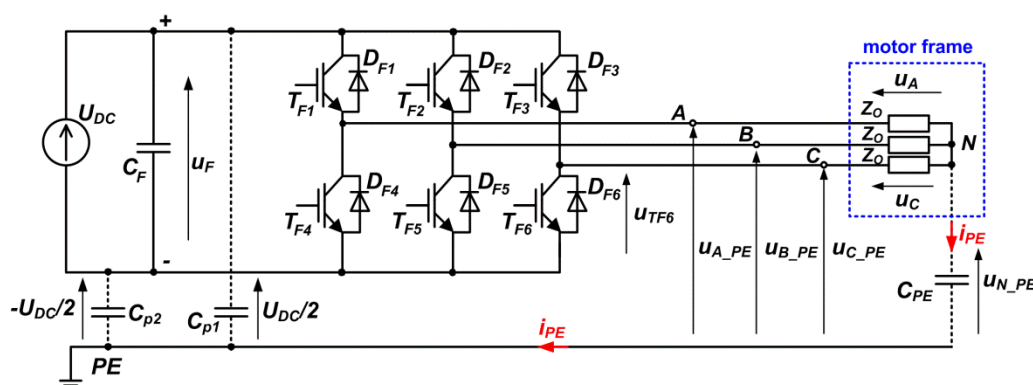 motor frame
+
D_F1
D_F2
D_F3
u_A
T_F1
T_F2
T_F3
A
Z_O
U_DC
B
Z_O
N
C_F
u_F
C
Z_O
D_F4
D_F5
D_F6
u_C
T_F4
T_F5
T_F6
u_TF6
i_PE
u_A_PE
u_B_PE
u_C_PE
-
C_PE
u_N_PE
-U_DC/2
C_p2
C_p1
U_DC/2
i_PE
PE